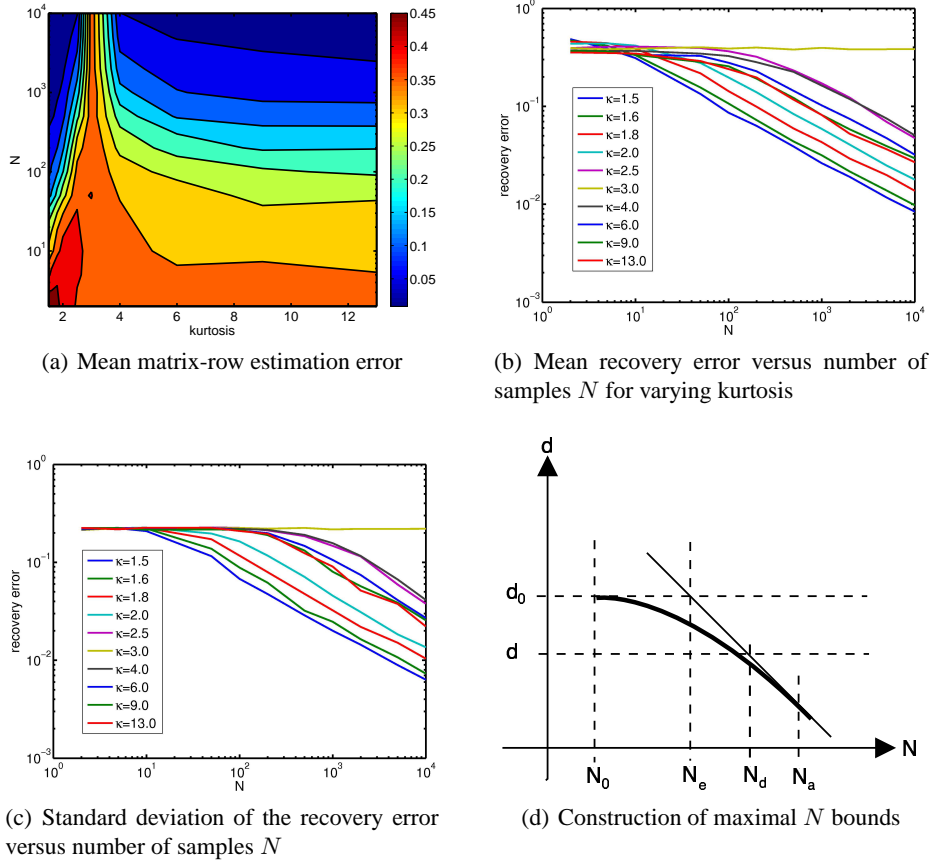 10^4
10^3
10^2
10^1
N
2
4
6
8
10
12
kurtosis
0.45
0.4
0.35
0.3
0.25
0.2
0.15
0.1
0.05
(a) Mean matrix-row estimation error
10^0
10^-1
10^-2
10^-3
recovery error
κ=1.5
κ=1.6
κ=1.8
κ=2.0
κ=2.5
κ=3.0
κ=4.0
κ=6.0
κ=9.0
κ=13.0
10^0
10^1
10^2
10^3
10^4
N
(b) Mean recovery error versus number of
samples N for varying kurtosis
10^0
10^-1
10^-2
10^-3
recovery error
κ=1.5
κ=1.6
κ=1.8
κ=2.0
κ=2.5
κ=3.0
κ=4.0
κ=6.0
κ=9.0
κ=13.0
10^0
10^1
10^2
10^3
10^4
N
(c) Standard deviation of the recovery error
versus number of samples N
d
d_0
d
N
N_0
N_e
N_d
N_a
(d) Construction of maximal N bounds